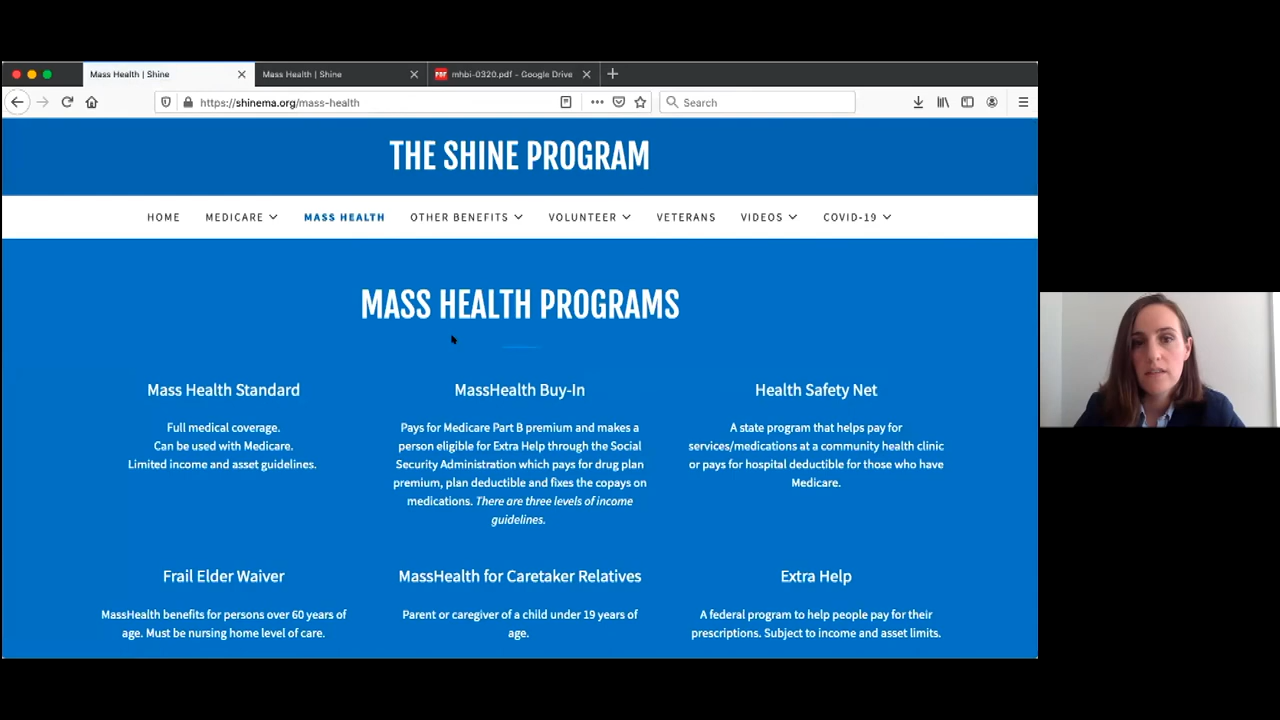 Mass Health | Shine
Mass Health | Shine
PDF
mhbi-0320.pdf - Google Drive
https://shinema.org/mass-health
Search
THE SHINE PROGRAM
HOME
MEDICARE
MASS HEALTH
OTHER BENEFITS
VOLUNTEER
VETERANS
VIDEOS
COVID-19
MASS HEALTH PROGRAMS
Mass Health Standard
Full medical coverage.
Can be used with Medicare.
Limited income and asset guidelines.
MassHealth Buy-In
Pays for Medicare Part B premium and makes a
person eligible for Extra Help through the Social
Security Administration which pays for drug plan
premium, plan deductible and fixes the copays on
medications. There are three levels of income
guidelines.
Health Safety Net
A state program that helps pay for
services/medications at a community health clinic
or pays for hospital deductible for those who have
Medicare.
Frail Elder Waiver
MassHealth benefits for persons over 60 years of
age. Must be nursing home level of care.
MassHealth for Caretaker Relatives
Parent or caregiver of a child under 19 years of
age.
Extra Help
A federal program to help people pay for their
prescriptions. Subject to income and asset limits.